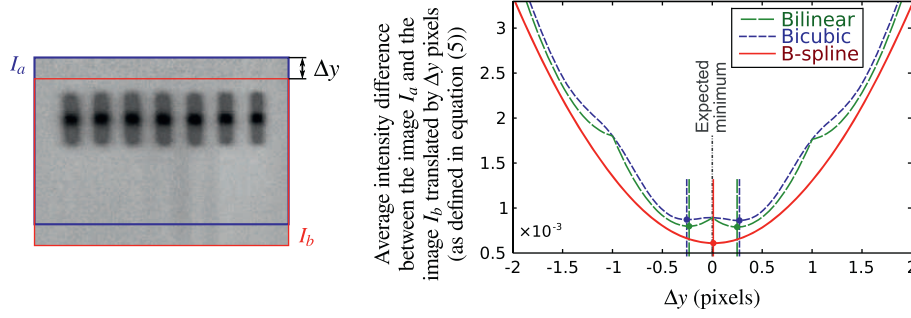 I_a
Δy
I_b
Average intensity difference
between the image I_a and the
image I_b translated by Δy pixels
(as defined in equation (5))
3
2.5
2
1.5
1
0.5
×10⁻³
Bilinear
Bicubic
B-spline
Expected
minimum
-2 -1.5 -1 -0.5 0 0.5 1 1.5 2
Δy (pixels)